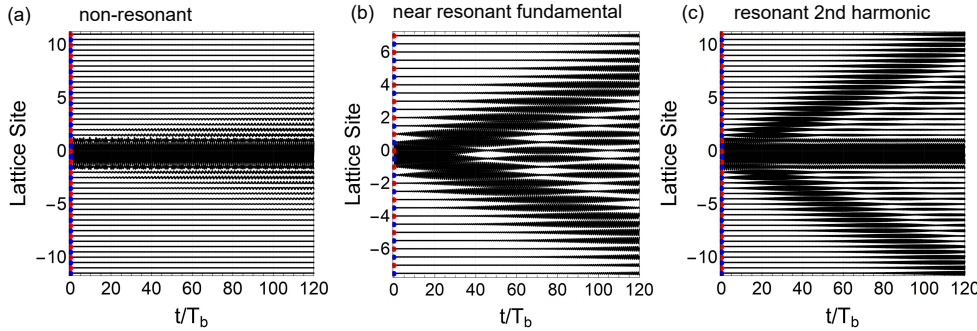 (a) non-resonant
Lattice Site
10
5
0
−5
−10
0 20 40 60 80 100 120
t/T_b
(b) near resonant fundamental
Lattice Site
6
4
2
0
−2
−4
−6
0 20 40 60 80 100 120
t/T_b
(c) resonant 2nd harmonic
Lattice Site
10
5
0
−5
−10
0 20 40 60 80 100 120
t/T_b